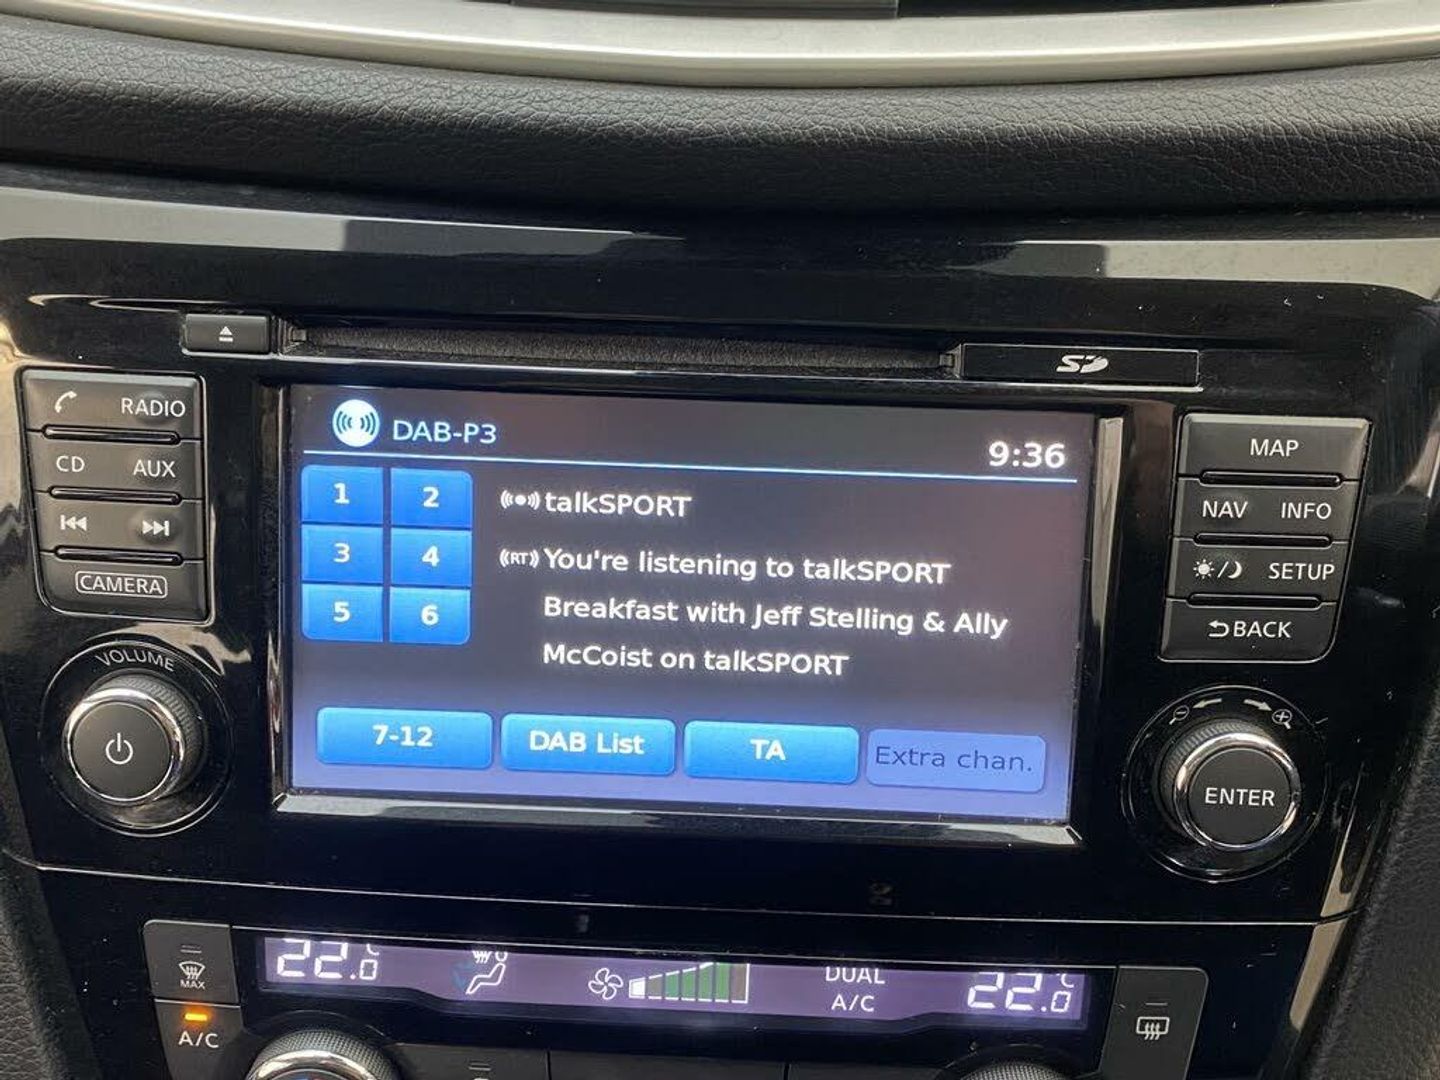 SD
RADIO
CD AUX
CAMERA
VOLUME
DAB-P3
9:36
1 2
3 4
5 6
talkSPORT
RT You're listening to talkSPORT
Breakfast with Jeff Stelling & Ally
McCoist on talkSPORT
7-12 DAB List TA Extra chan.
MAP
NAV INFO
SETUP
BACK
ENTER
MAX
A/C
22.0 °C
DUAL
A/C
22.0 °C